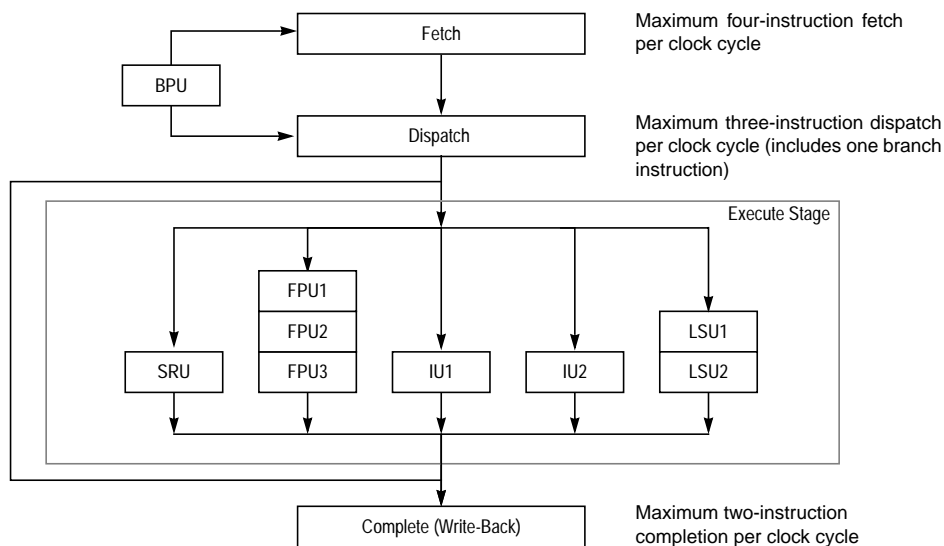 Fetch
Maximum four-instruction fetch
per clock cycle
BPU
Dispatch
Maximum three-instruction dispatch
per clock cycle (includes one branch
instruction)
Execute Stage
FPU1
FPU2
LSU1
SRU
FPU3
IU1
IU2
LSU2
Complete (Write-Back)
Maximum two-instruction
completion per clock cycle